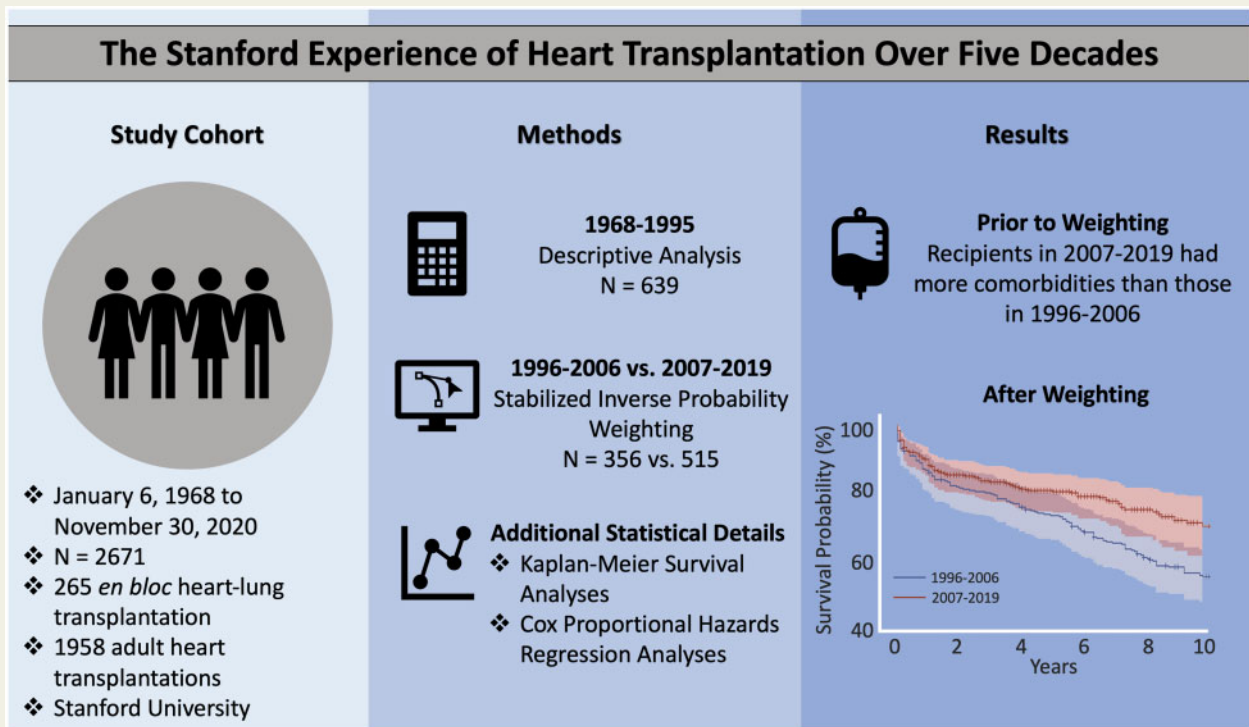 The Stanford Experience of Heart Transplantation Over Five Decades
Study Cohort
❖ January 6, 1968 to
November 30, 2020
❖ N = 2671
❖ 265 en bloc heart-lung
transplantation
❖ 1958 adult heart
transplantations
❖ Stanford University
Methods
1968-1995
Descriptive Analysis
N = 639
1996-2006 vs. 2007-2019
Stabilized Inverse Probability
Weighting
N = 356 vs. 515
Additional Statistical Details
❖ Kaplan-Meier Survival
Analyses
❖ Cox Proportional Hazards
Regression Analyses
Results
Prior to Weighting
Recipients in 2007-2019 had
more comorbidities than those
in 1996-2006
After Weighting
Survival Probability (%)
100
80
60
40
1996-2006
2007-2019
0 2 4 6 8 10
Years